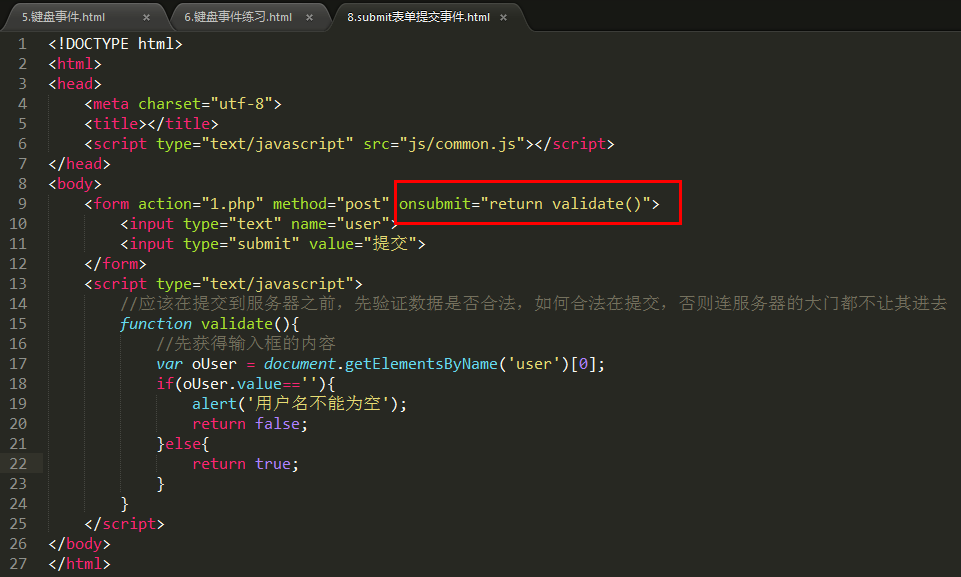 5.键盘事件.html × 6.键盘事件练习.html × 8.submit表单提交事件.html ×
1 <!DOCTYPE html>
2 <html>
3 <head>
4     <meta charset="utf-8">
5     <title></title>
6     <script type="text/javascript" src="js/common.js"></script>
7 </head>
8 <body>
9     <form action="1.php" method="post" onsubmit="return validate()">
10         <input type="text" name="user">
11         <input type="submit" value="提交">
12     </form>
13     <script type="text/javascript">
14         //应该在提交到服务器之前，先验证数据是否合法，如何合法在提交，否则连服务器的大门都不让其进去
15         function validate(){
16             //先获得输入框的内容
17             var oUser = document.getElementsByName('user')[0];
18             if(oUser.value==''){
19                 alert('用户名不能为空');
20                 return false;
21             }else{
22                 return true;
23             }
24         }
25     </script>
26 </body>
27 </html>